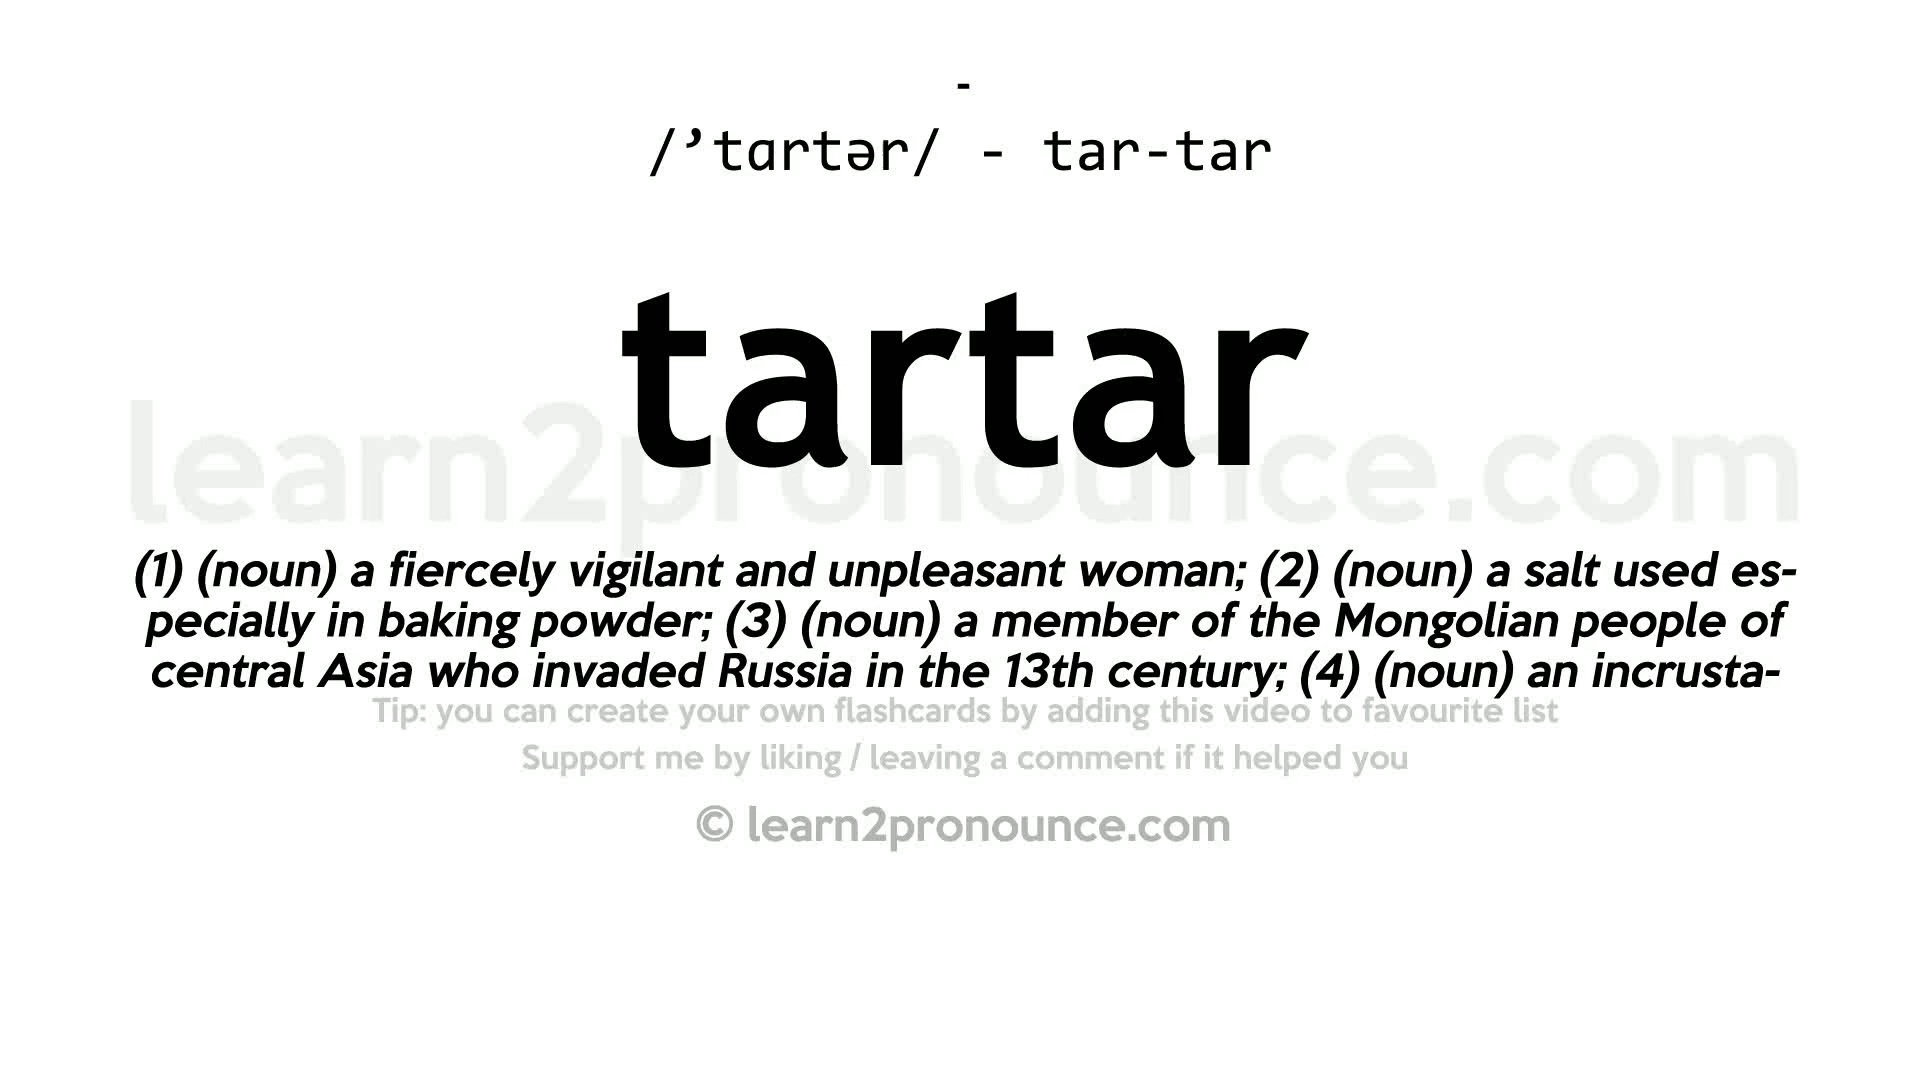 -
/’tɑrtər/ - tar-tar
tartar
learn2pronounce.com
(1) (noun) a fiercely vigilant and unpleasant woman; (2) (noun) a salt used es-
pecially in baking powder; (3) (noun) a member of the Mongolian people of
central Asia who invaded Russia in the 13th century; (4) (noun) an incrusta-
Tip: you can create your own flashcards by adding this video to favourite list
Support me by liking / leaving a comment if it helped you
© learn2pronounce.com